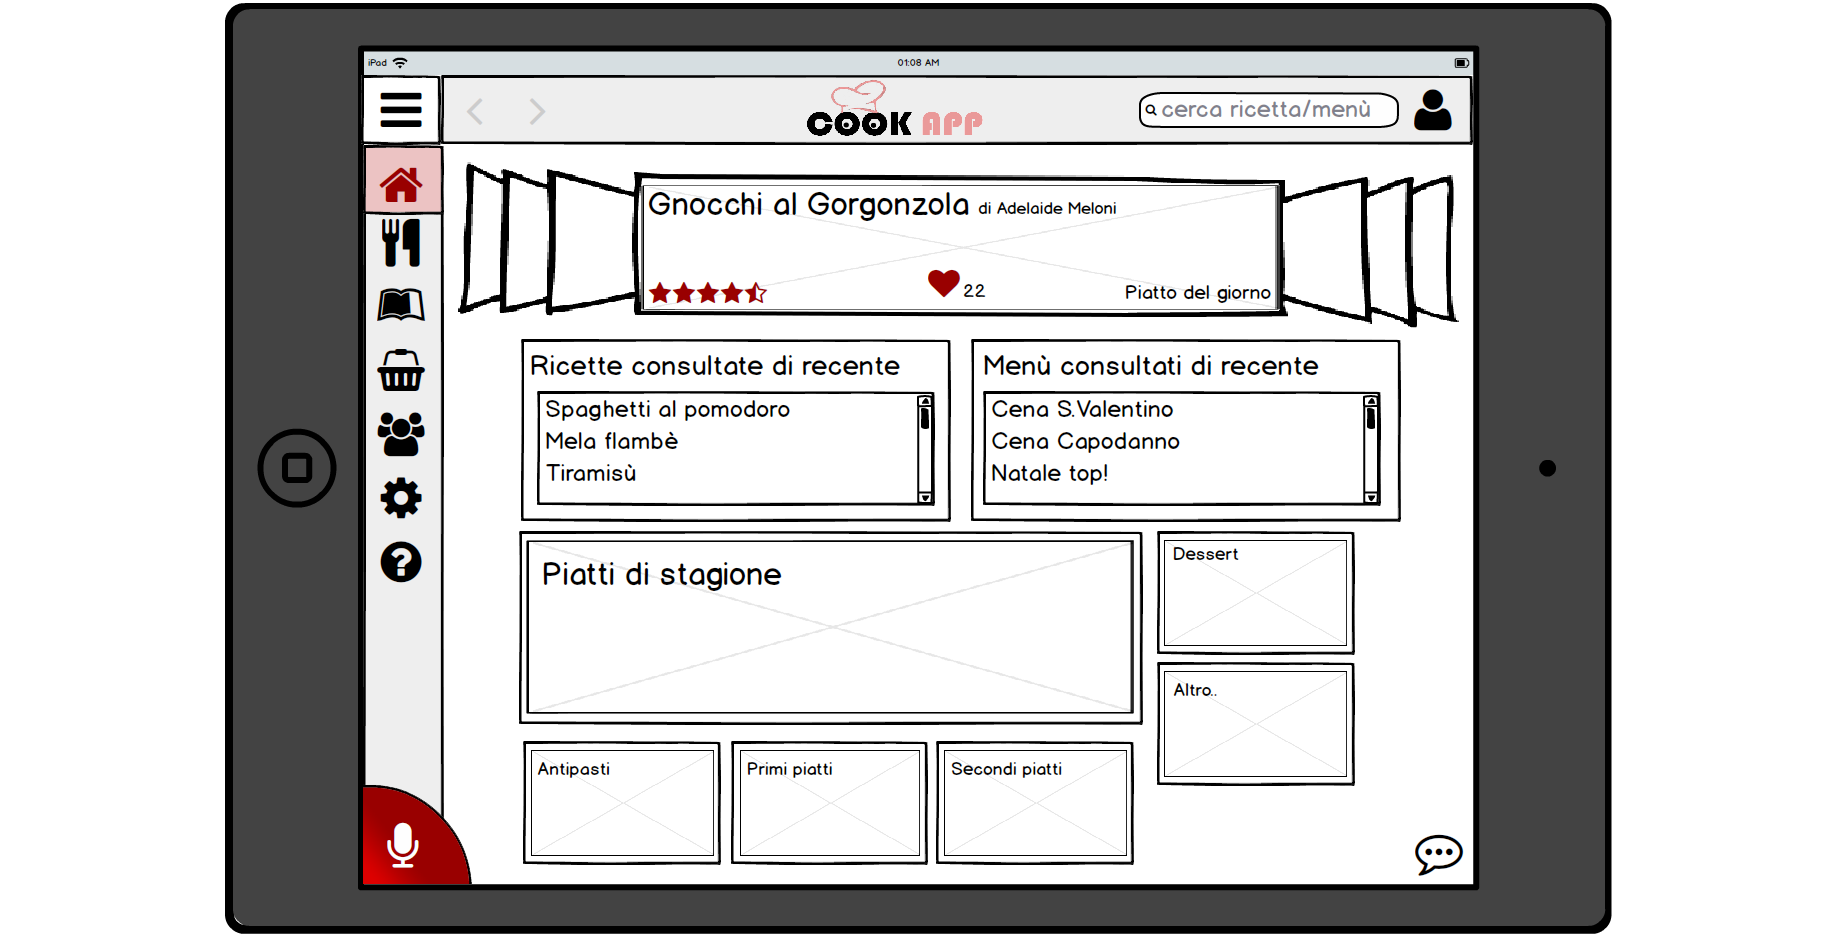 iPad
01:08 AM
COOK APP
cerca ricetta/menù
Gnocchi al Gorgonzola di Adelaide Meloni
22
Piatto del giorno
Ricette consultate di recente
Spaghetti al pomodoro
Mela flambè
Tiramisù
Menù consultati di recente
Cena S.Valentino
Cena Capodanno
Natale top!
Piatti di stagione
Dessert
Altro..
Antipasti
Primi piatti
Secondi piatti